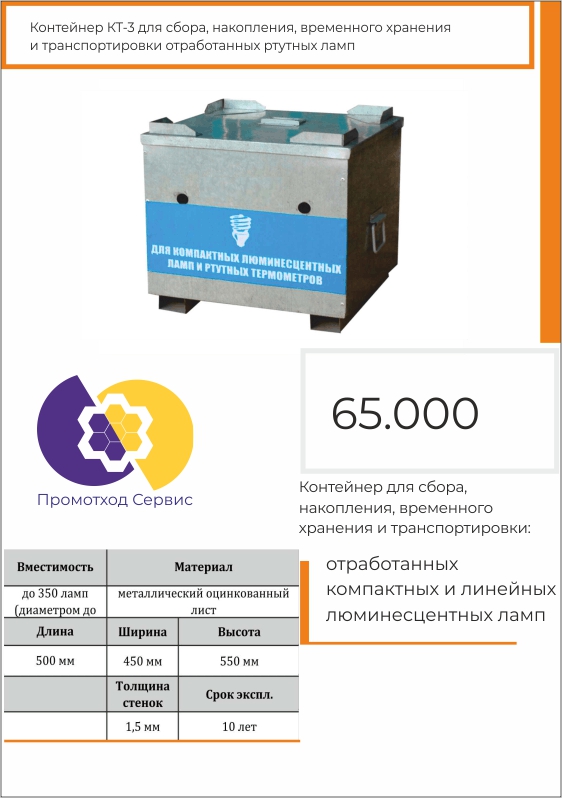 Контейнер КТ-3 для сбора, накопления, временного хранения
и транспортировки отработанных ртутных ламп
ДЛЯ КОМПАКТНЫХ ЛЮМИНЕСЦЕНТНЫХ
ЛАМП И РТУТНЫХ ТЕРМОМЕТРОВ
65.000
Промотход Сервис
Контейнер для сбора,
накопления, временного
хранения и транспортировки:
отработанных
компактных и линейных
люминесцентных ламп
Вместимость Материал
до 350 ламп металлический оцинкованный
(диаметром до лист
Длина Ширина Высота
500 мм 450 мм 550 мм
Толщина
стенок Срок экспл.
1,5 мм 10 лет